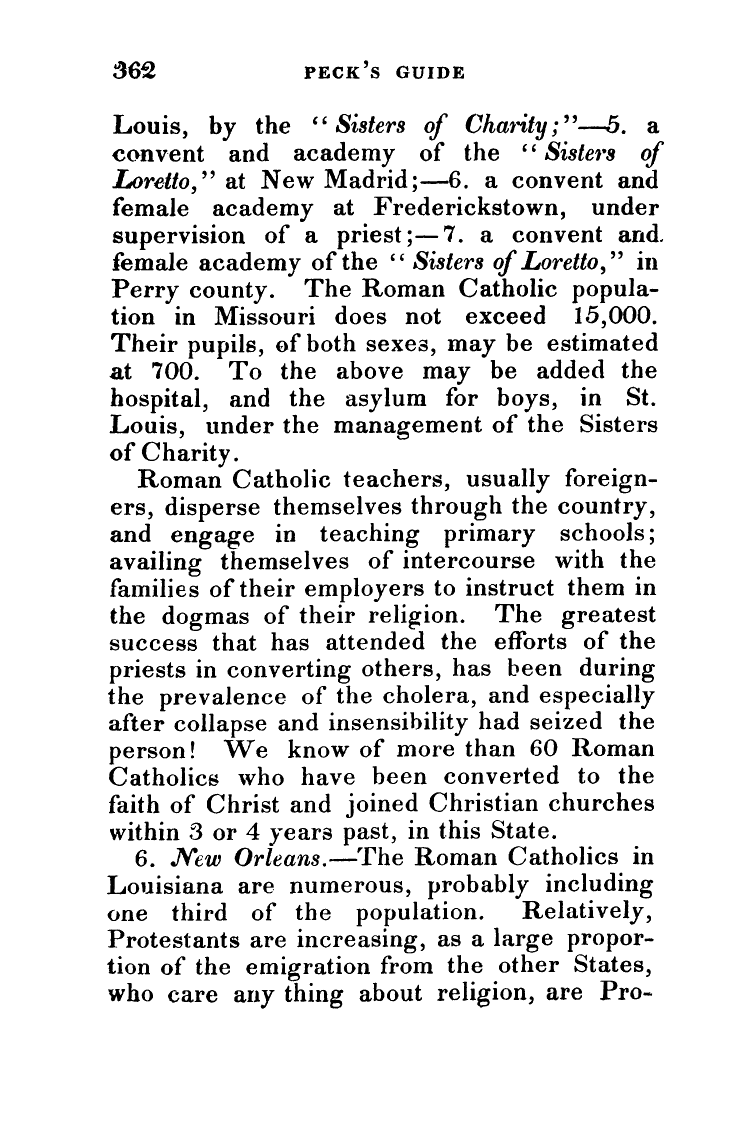 362 PECK'S GUIDE
Louis, by the “Sisters of Charity;”—5. a
convent and academy of the “Sisters of
Loretto,” at New Madrid;—6. a convent and
female academy at Frederickstown, under
supervision of a priest;—7. a convent and
female academy of the “Sisters of Loretto,” in
Perry county. The Roman Catholic popula-
tion in Missouri does not exceed 15,000.
Their pupils, of both sexes, may be estimated
at 700. To the above may be added the
hospital, and the asylum for boys, in St.
Louis, under the management of the Sisters
of Charity.
Roman Catholic teachers, usually foreign-
ers, disperse themselves through the country,
and engage in teaching primary schools;
availing themselves of intercourse with the
families of their employers to instruct them in
the dogmas of their religion. The greatest
success that has attended the efforts of the
priests in converting others, has been during
the prevalence of the cholera, and especially
after collapse and insensibility had seized the
person! We know of more than 60 Roman
Catholics who have been converted to the
faith of Christ and joined Christian churches
within 3 or 4 years past, in this State.
6. New Orleans.—The Roman Catholics in
Louisiana are numerous, probably including
one third of the population. Relatively,
Protestants are increasing, as a large propor-
tion of the emigration from the other States,
who care any thing about religion, are Pro-